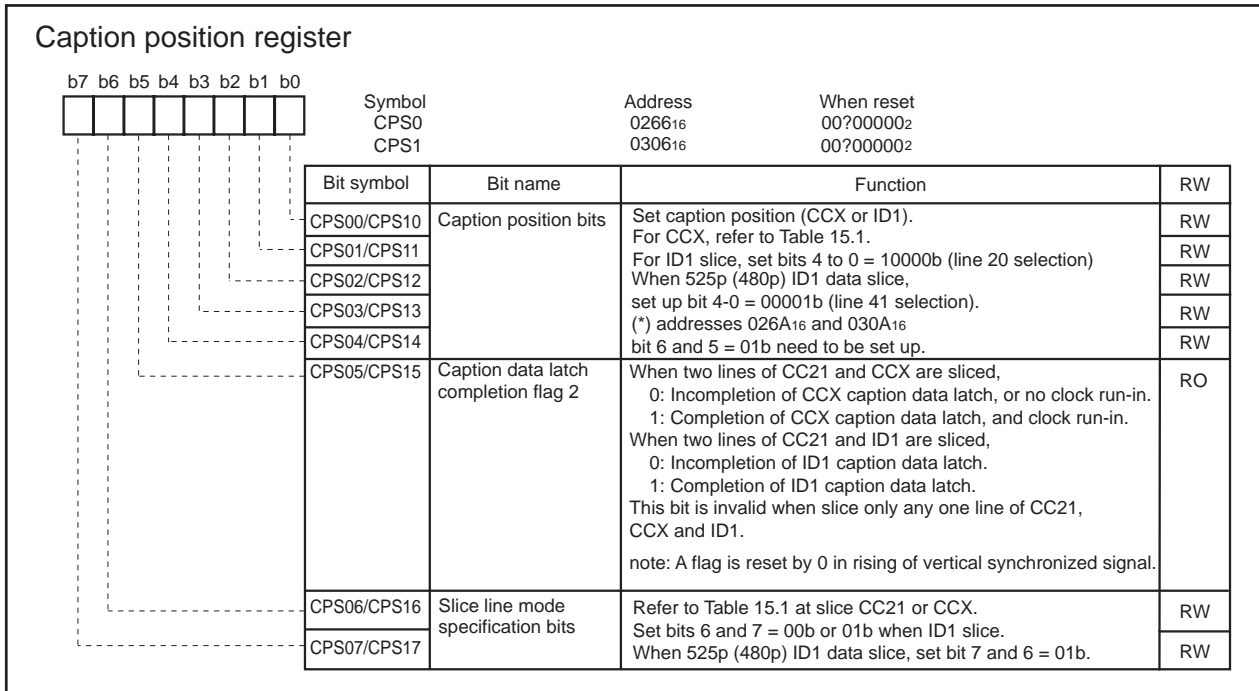 Caption position register
b7 b6 b5 b4 b3 b2 b1 b0
Symbol Address When reset
CPS0 026616 00?000002
CPS1 030616 00?000002
Bit symbol Bit name Function RW
CPS00/CPS10 Caption position bits Set caption position (CCX or ID1). RW
For CCX, refer to Table 15.1.
CPS01/CPS11 RW
For ID1 slice, set bits 4 to 0 = 10000b (line 20 selection)
CPS02/CPS12 When 525p (480p) ID1 data slice, RW
set up bit 4-0 = 00001b (line 41 selection).
CPS03/CPS13 RW
(*) addresses 026A16 and 030A16
CPS04/CPS14 bit 6 and 5 = 01b need to be set up. RW
CPS05/CPS15 Caption data latch When two lines of CC21 and CCX are sliced, RO
completion flag 2 0: Incompletion of CCX caption data latch, or no clock run-in.
1: Completion of CCX caption data latch, and clock run-in.
When two lines of CC21 and ID1 are sliced,
0: Incompletion of ID1 caption data latch.
1: Completion of ID1 caption data latch.
This bit is invalid when slice only any one line of CC21,
CCX and ID1.
note: A flag is reset by 0 in rising of vertical synchronized signal.
CPS06/CPS16 Slice line mode Refer to Table 15.1 at slice CC21 or CCX. RW
specification bits Set bits 6 and 7 = 00b or 01b when ID1 slice.
CPS07/CPS17 When 525p (480p) ID1 data slice, set bit 7 and 6 = 01b. RW